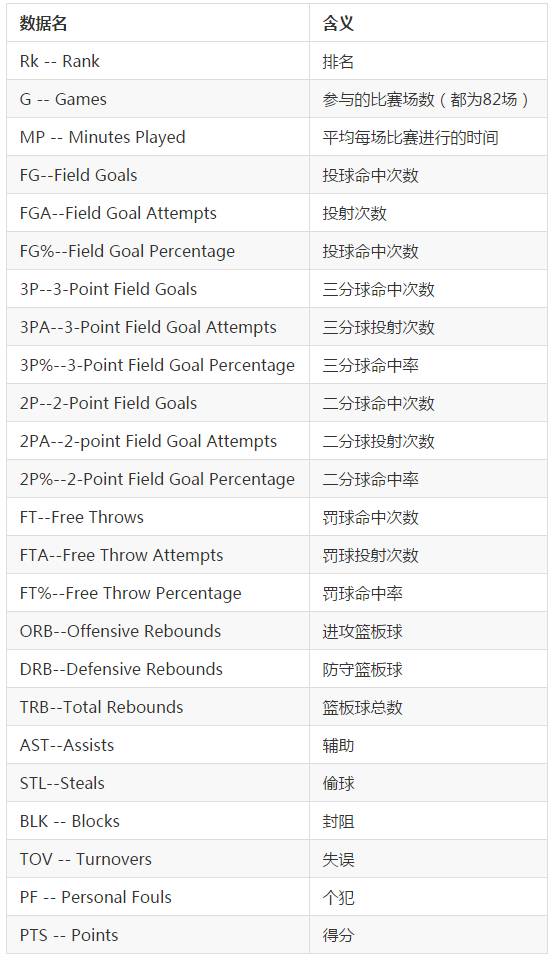 数据名 含义
Rk -- Rank 排名
G -- Games 参与的比赛场数（都为82场）
MP -- Minutes Played 平均每场比赛进行的时间
FG--Field Goals 投球命中次数
FGA--Field Goal Attempts 投射次数
FG%--Field Goal Percentage 投球命中次数
3P--3-Point Field Goals 三分球命中次数
3PA--3-Point Field Goal Attempts 三分球投射次数
3P%--3-Point Field Goal Percentage 三分球命中率
2P--2-Point Field Goals 二分球命中次数
2PA--2-point Field Goal Attempts 二分球投射次数
2P%--2-Point Field Goal Percentage 二分球命中率
FT--Free Throws 罚球命中次数
FTA--Free Throw Attempts 罚球投射次数
FT%--Free Throw Percentage 罚球命中率
ORB--Offensive Rebounds 进攻篮板球
DRB--Defensive Rebounds 防守篮板球
TRB--Total Rebounds 篮板球总数
AST--Assists 辅助
STL--Steals 偷球
BLK -- Blocks 封阻
TOV -- Turnovers 失误
PF -- Personal Fouls 个犯
PTS -- Points 得分